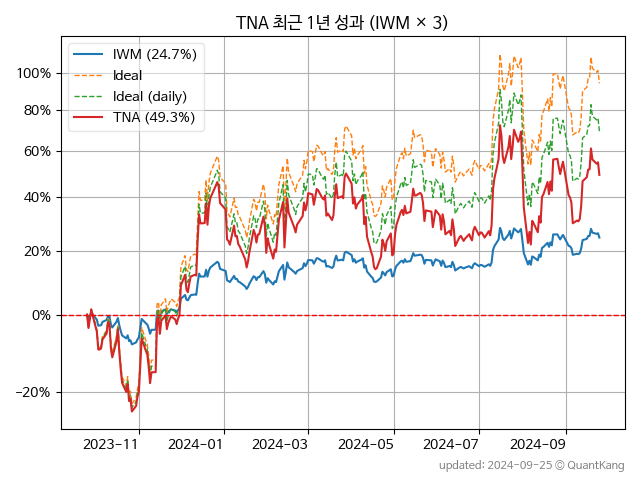 TNA 최근 1년 성과 (IWM × 3)
IWM (24.7%)
Ideal
Ideal (daily)
TNA (49.3%)
100%
80%
60%
40%
20%
0%
−20%
2023−11 2024−01 2024−03 2024−05 2024−07 2024−09
updated: 2024-09-25 © QuantKang